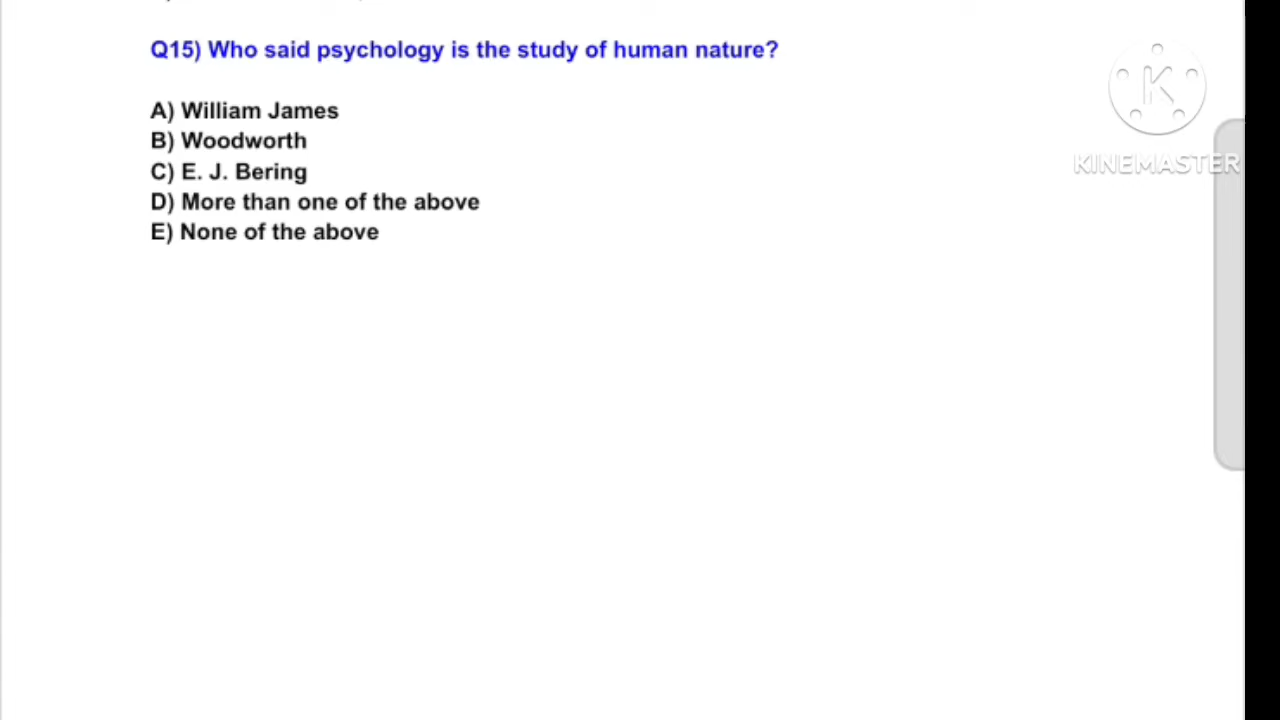 Q15) Who said psychology is the study of human nature?
A) William James
B) Woodworth
C) E. J. Bering
D) More than one of the above
E) None of the above
K
KINEMASTER